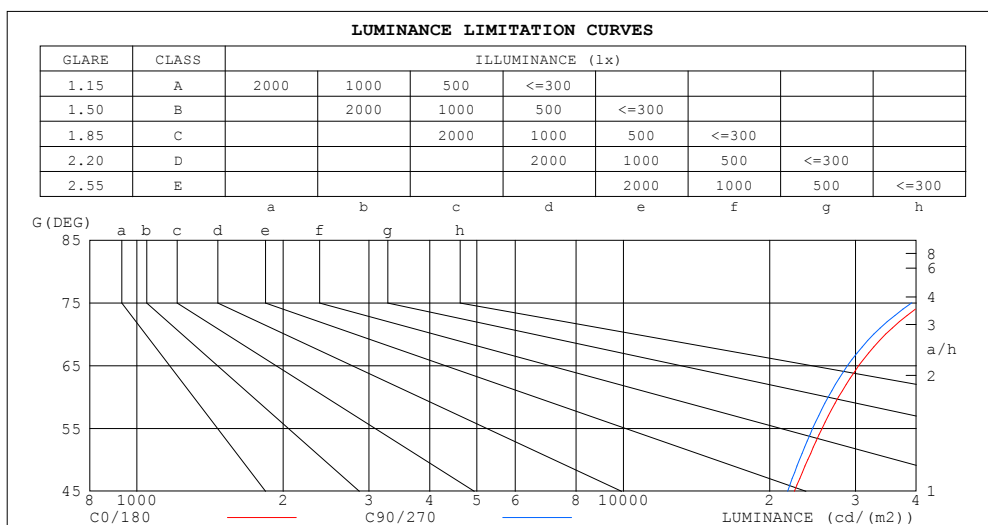 LUMINANCE LIMITATION CURVES
GLARE CLASS ILLUMINANCE (lx)
1.15 A 2000 1000 500 <=300
1.50 B 2000 1000 500 <=300
1.85 C 2000 1000 500 <=300
2.20 D 2000 1000 500 <=300
2.55 E 2000 1000 500 <=300
a b c d e f g h
G(DEG)
85 a b c d e f g h
8
6
75 4
3
a/h
65 2
55
45 1
8 1000 2 3 4 5 6 8 10000 2 3 4
C0/180 C90/270 LUMINANCE (cd/(m2))